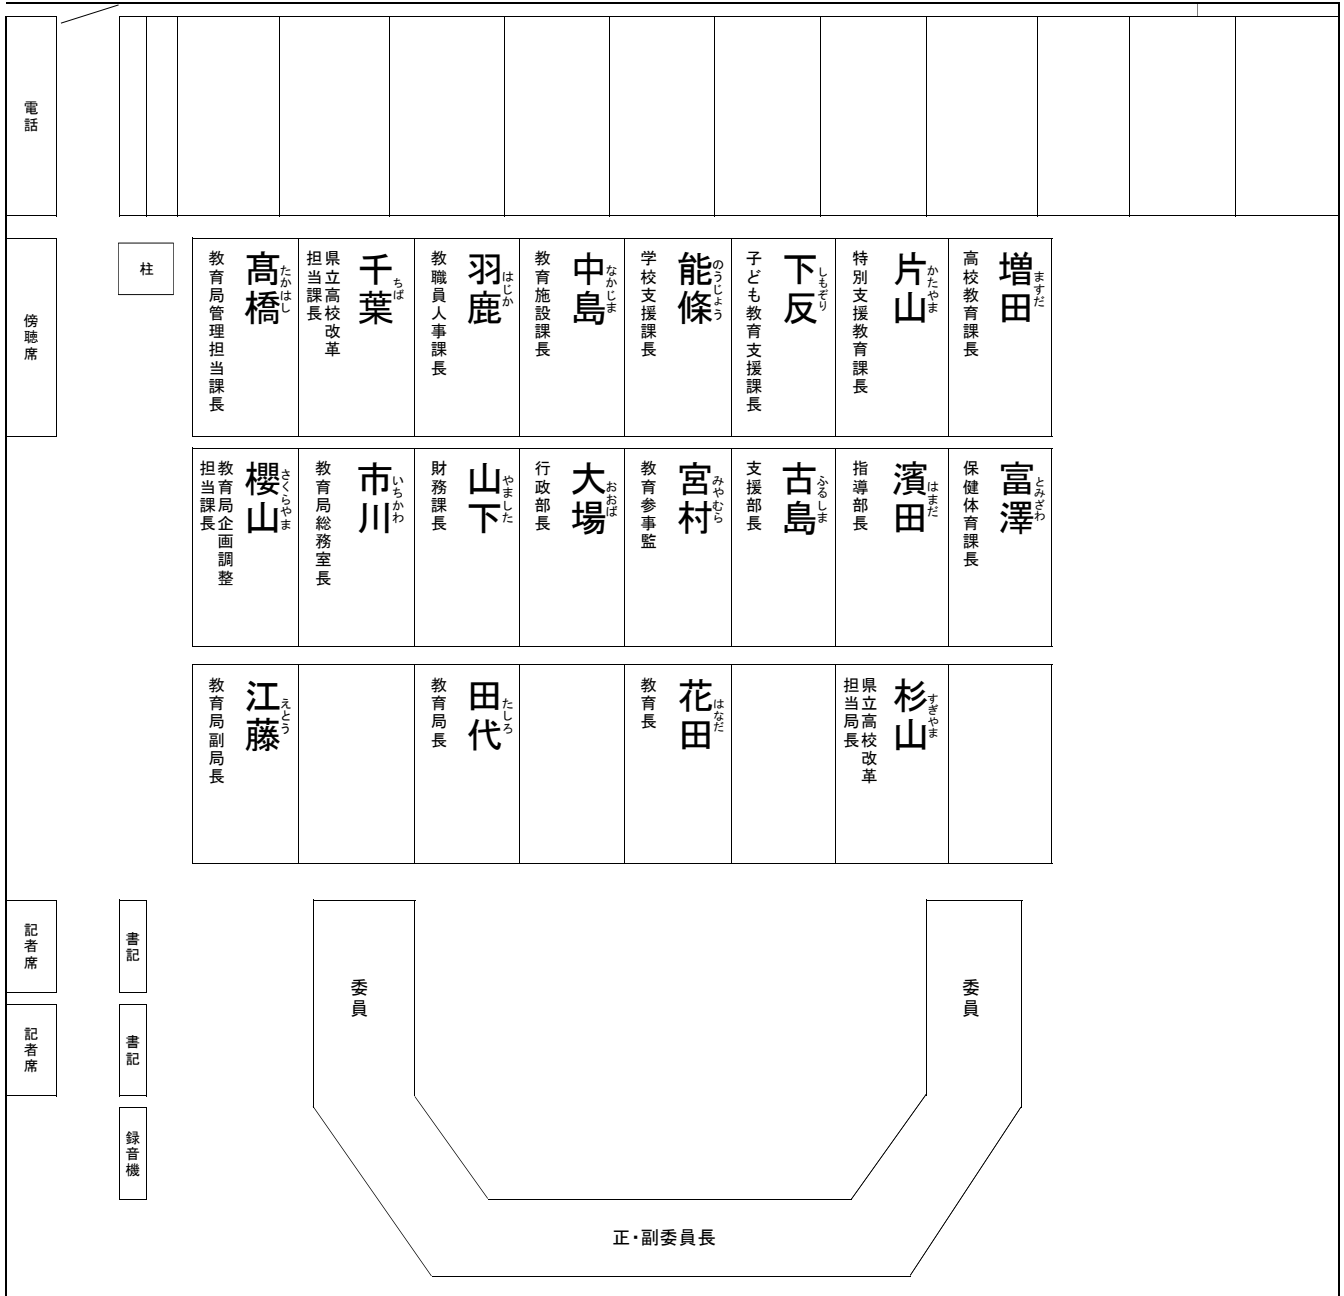 電話
傍聴席
柱
増田
ますだ
高校教育課長
片山
かたやま
特別支援教育課長
下反
しもぞり
子ども教育支援課長
能條
のうじょう
学校支援課長
中島
なかじま
教育施設課長
羽鹿
はじか
教職員人事課長
千葉
ちば
県立高校改革
担当課長
髙橋
たかはし
教育局管理担当課長
富澤
とみざわ
保健体育課長
濱田
はまだ
指導部長
古島
ふるしま
支援部長
宮村
みやむら
教育参事監
大場
おおば
行政部長
山下
やました
財務課長
市川
いちかわ
教育局総務室長
櫻山
さくらやま
教育局企画調整
担当課長
杉山
すぎやま
県立高校改革
担当局長
花田
はなだ
教育長
田代
たしろ
教育局長
江藤
えとう
教育局副局長
記者席
書記
委員
委員
記者席
書記
録音機
正・副委員長